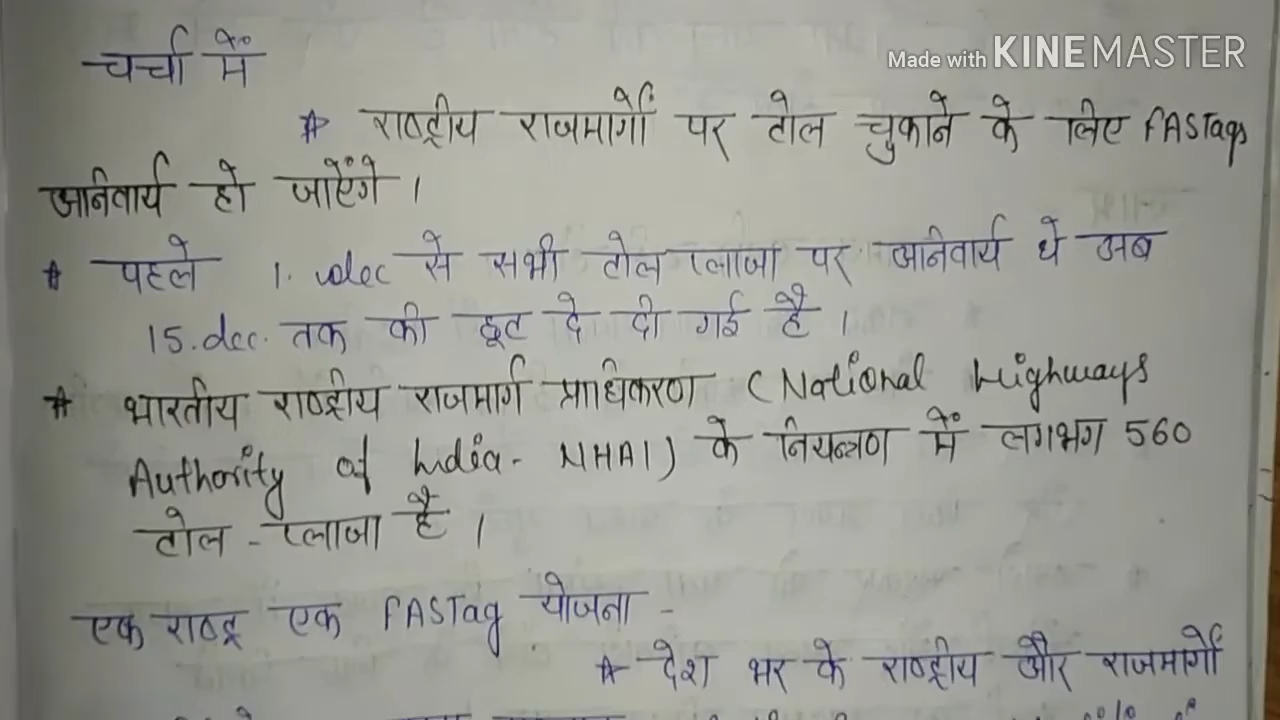 Made with KINEMASTER
चर्चा में
* राष्ट्रीय राजमार्गों पर टोल चुकाने के लिए FASTags
अनिवार्य हो जाऐंगे ।
* पहले 1. dec से सभी टोल प्लाजा पर अनिवार्य थे अब
15.dec. तक की छूट दे दी गई है ।
* भारतीय राष्ट्रीय राजमार्ग प्राधिकरण ( National Highways
Authority of India - NHAI) के नियन्त्रण में लगभग 560
टोल - प्लाजा है ।
एक राष्ट्र एक FASTag योजना -
* देश भर के राष्ट्रीय और राजमार्गों